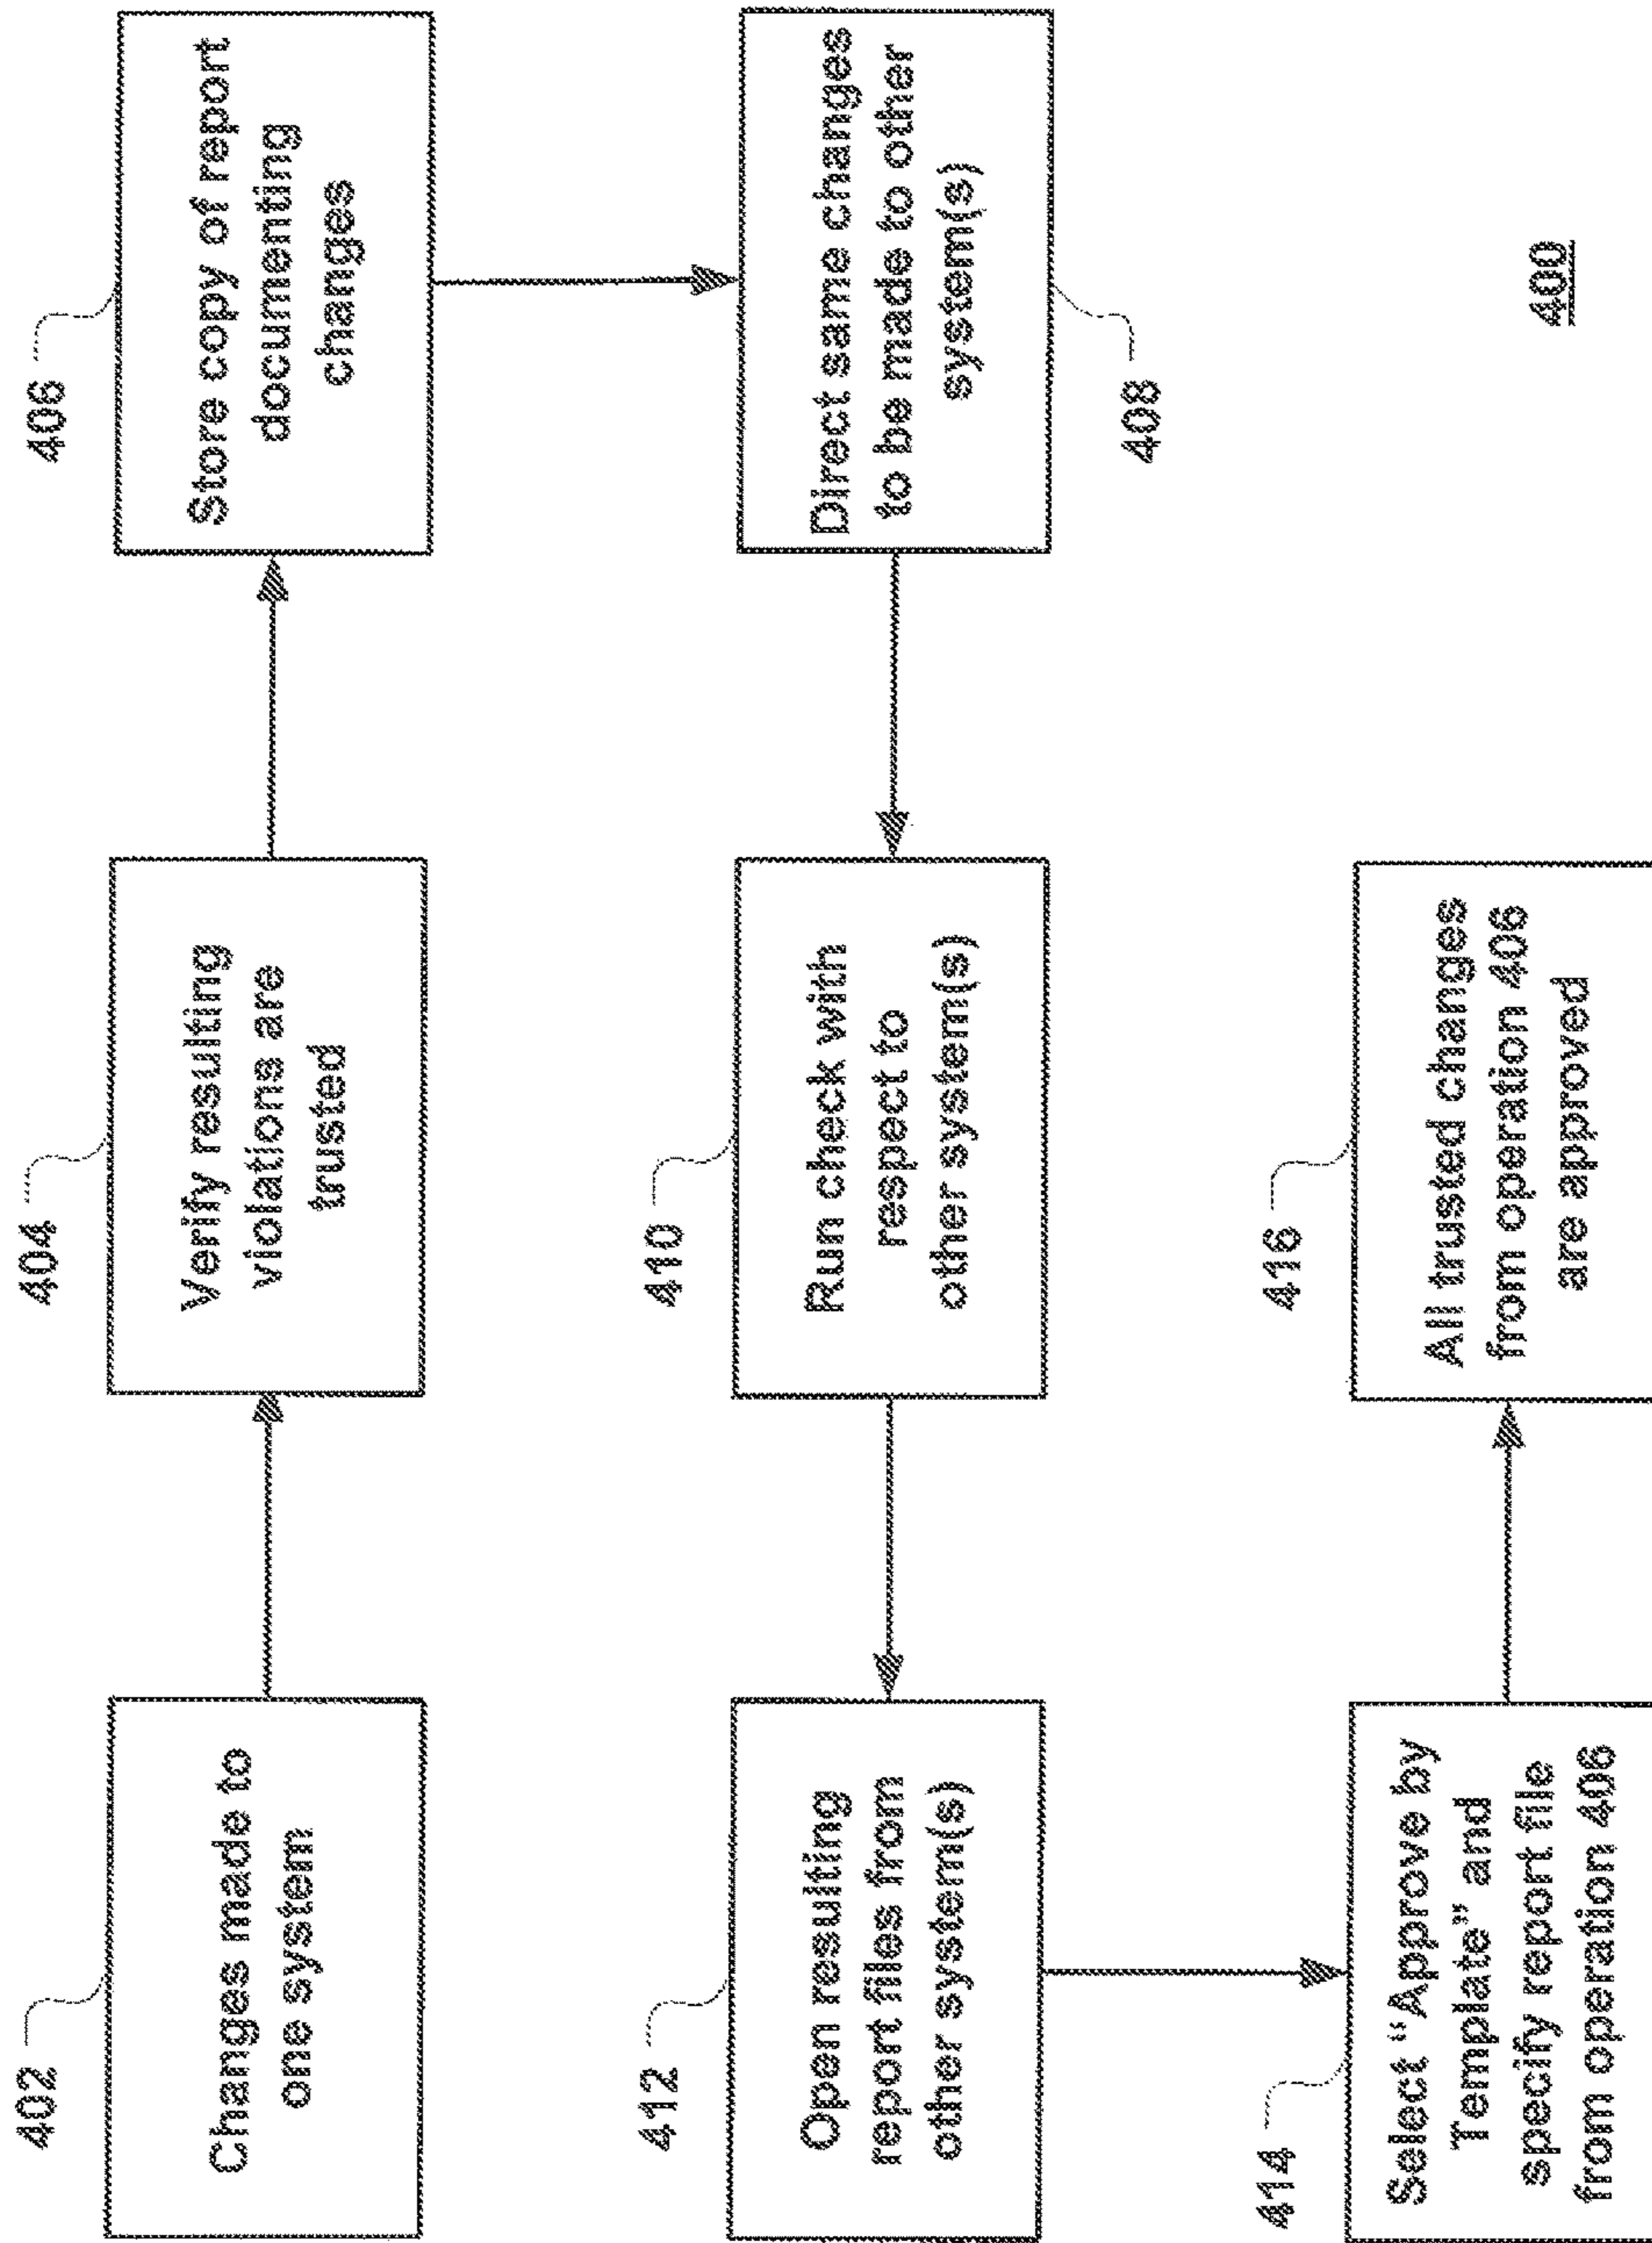 402
Changes made to
one system
404
Verify resulting
violations are
trusted
406
Store copy of report
documenting
changes
412
Open resulting
report files from
other system(s)
410
Run check with
respect to
other system(s)
Direct same changes
to be made to other
system(s)
408
414
Select “Approve by
Template” and
specify report file
from operation 406
416
All trusted changes
from operation 406
are approved
400